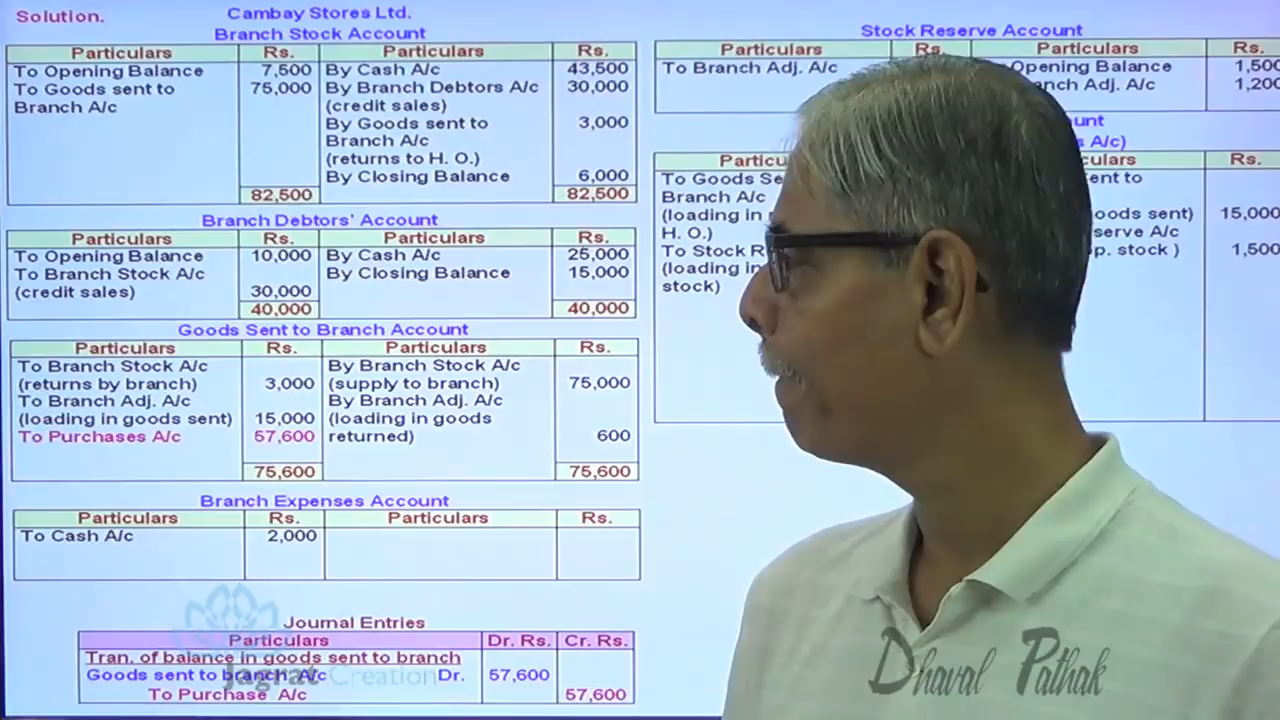 Solution.
Cambay Stores Ltd.
Branch Stock Account
Particulars Rs. Particulars Rs.
To Opening Balance 7,500 By Cash A/c 43,500
To Goods sent to 75,000 By Branch Debtors A/c 30,000
Branch A/c (credit sales)
By Goods sent to 3,000
Branch A/c
(returns to H. O.)
By Closing Balance 6,000
82,500 82,500
Branch Debtors' Account
Particulars Rs. Particulars Rs.
To Opening Balance 10,000 By Cash A/c 25,000
To Branch Stock A/c By Closing Balance 15,000
(credit sales) 30,000
40,000 40,000
Goods Sent to Branch Account
Particulars Rs. Particulars Rs.
To Branch Stock A/c By Branch Stock A/c
(returns by branch) 3,000 (supply to branch) 75,000
To Branch Adj. A/c By Branch Adj. A/c
(loading in goods sent) 15,000 (loading in goods
To Purchases A/c 57,600 returned) 600
75,600 75,600
Branch Expenses Account
Particulars Rs. Particulars Rs.
To Cash A/c 2,000
Journal Entries
Particulars Dr. Rs. Cr. Rs.
Tran. of balance in goods sent to branch
Goods sent to branch A/c Dr. 57,600
To Purchase A/c 57,600
Jagrat Creation
Stock Reserve Account
Particulars Rs. Particulars Rs.
To Branch Adj. A/c Opening Balance 1,500
Adj. A/c 1,200
A/c)
Rs.
To Goods to
Branch A/c
(loading in goods sent) 15,000
H. O.) A/c
To Stock stock ) 1,500
(loading in
stock)
Dhaval Pathak